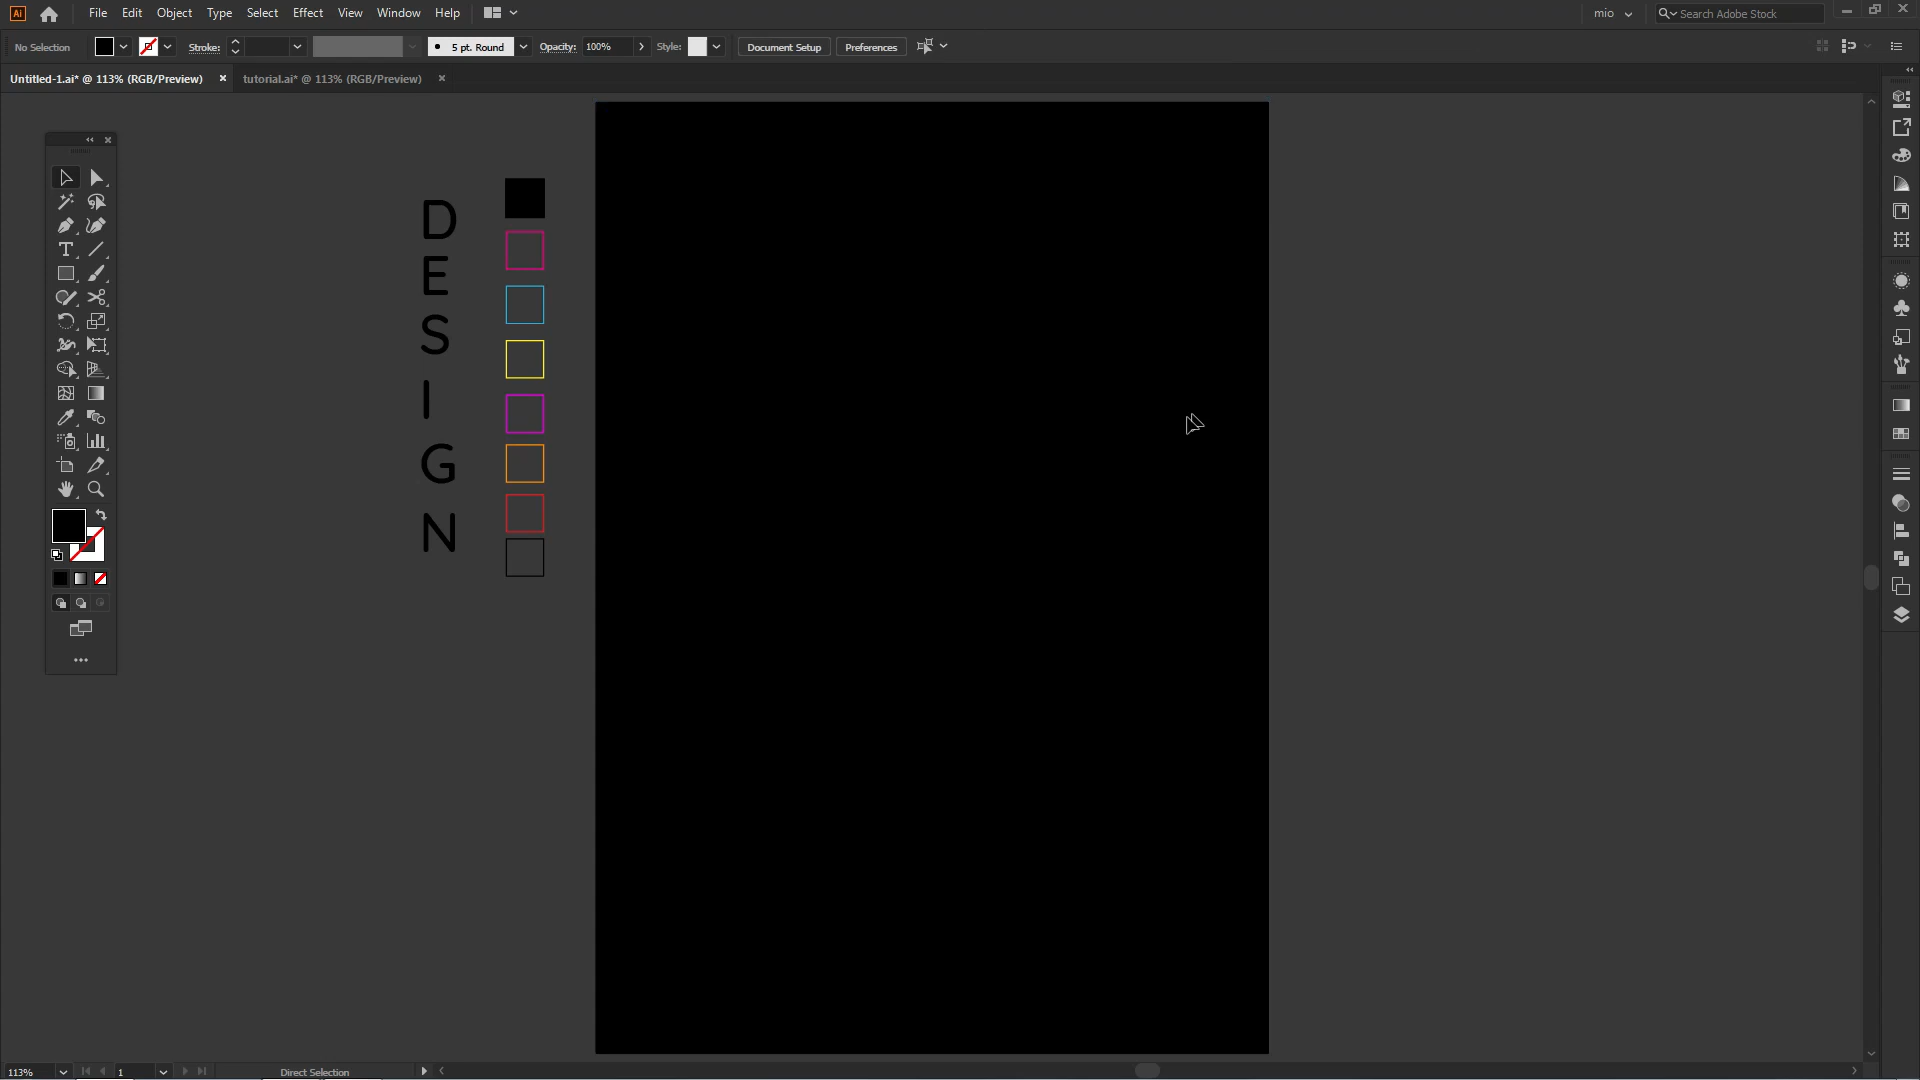 Ai File Edit Object Type Select Effect View Window Help mio Search Adobe Stock
No Selection Stroke: 5 pt. Round Opacity: 100% Style: Document Setup Preferences
Untitled-1.ai* @ 113% (RGB/Preview) × tutorial.ai* @ 113% (RGB/Preview) ×
D
E
S
I
G
N
113% 1 Direct Selection